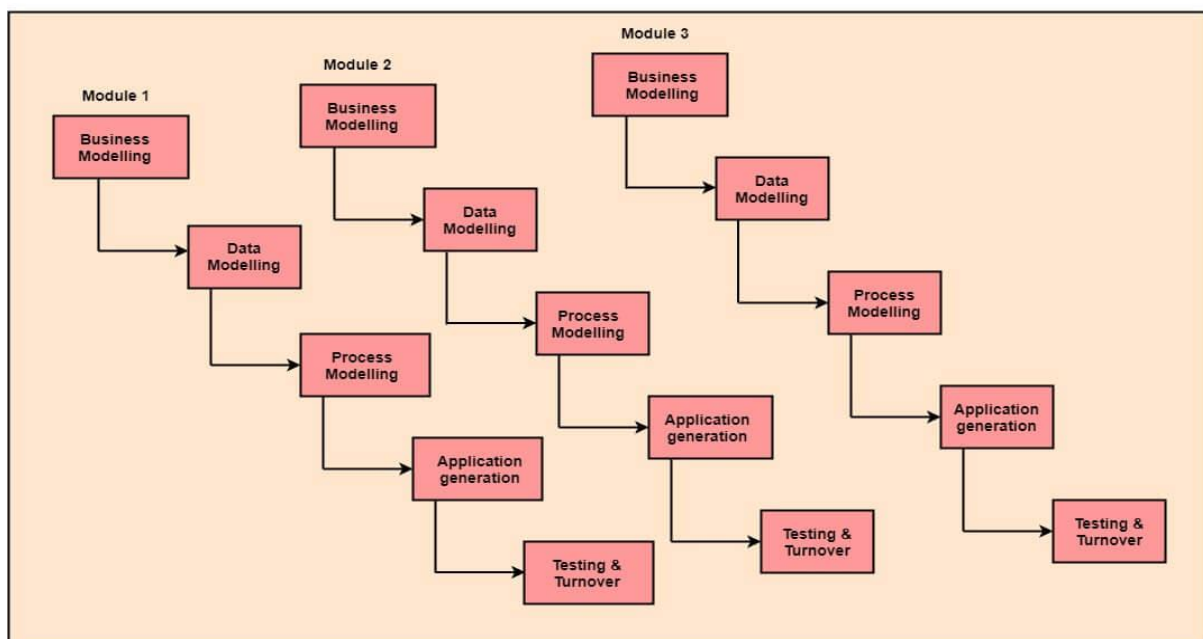 Module 1
Business
Modelling
Data
Modelling
Process
Modelling
Application
generation
Testing &
Turnover
Module 2
Business
Modelling
Data
Modelling
Process
Modelling
Application
generation
Testing &
Turnover
Module 3
Business
Modelling
Data
Modelling
Process
Modelling
Application
generation
Testing &
Turnover